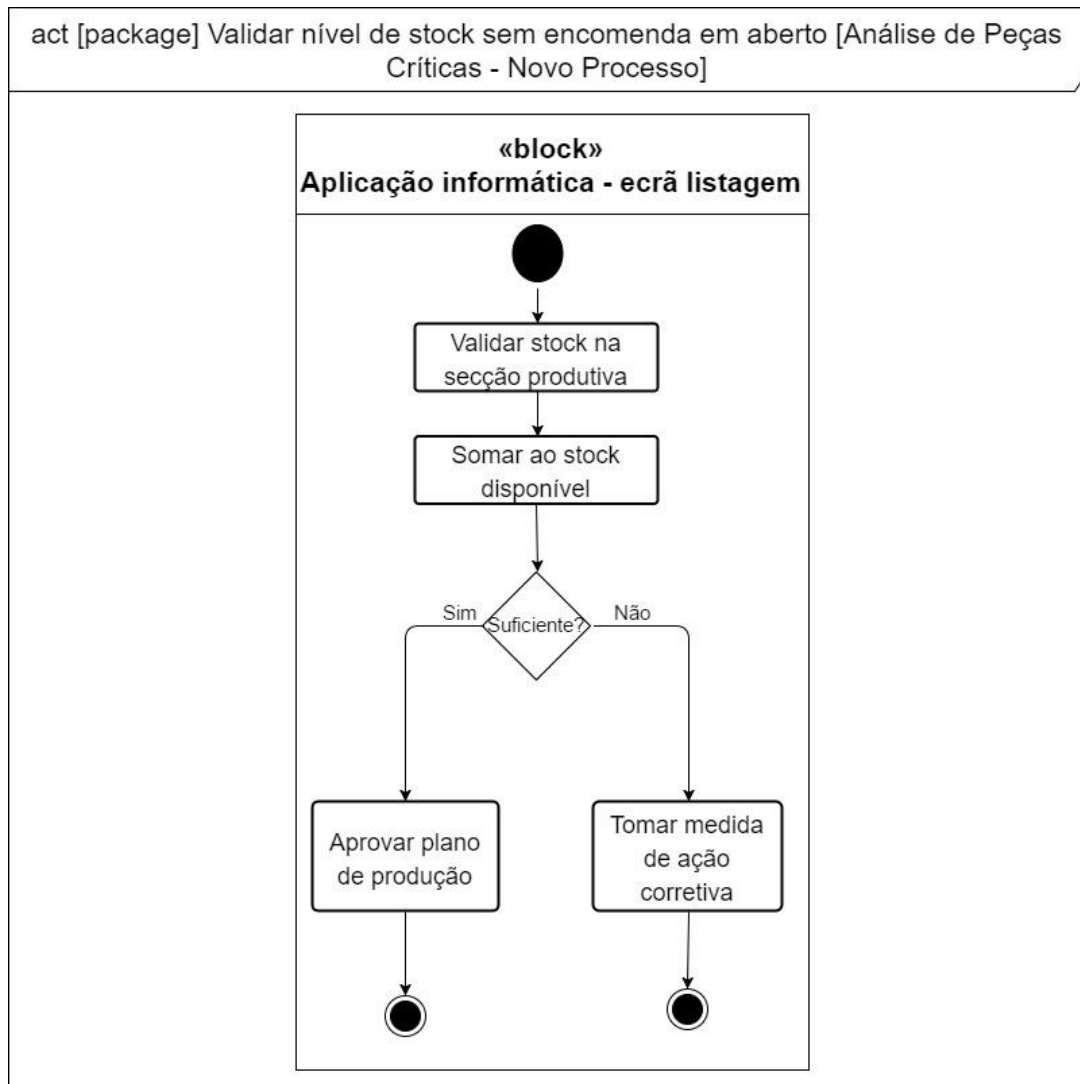 act [package] Validar nível de stock sem encomenda em aberto [Análise de Peças
Críticas - Novo Processo]
«block»
Aplicação informática - ecrã listagem
Validar stock na
secção produtiva
Somar ao stock
disponível
Sim
Suficiente?
Não
Aprovar plano
de produção
Tomar medida
de ação
corretiva